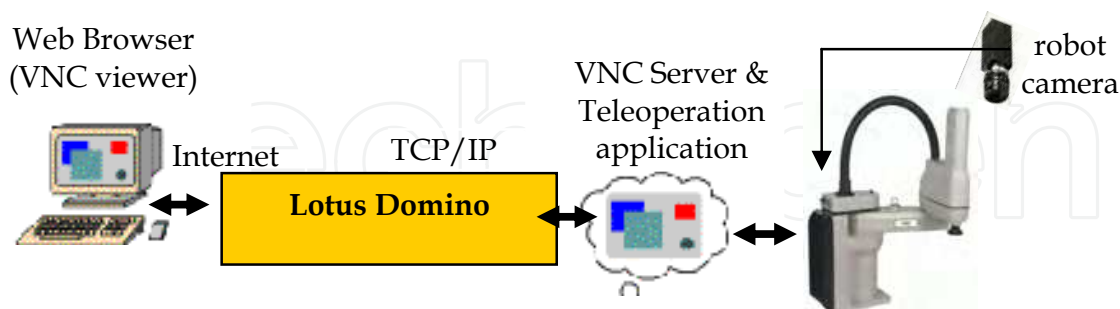 Web Browser
(VNC viewer)
Internet
TCP/IP
Lotus Domino
VNC Server &
Teleoperation
application
robot
camera